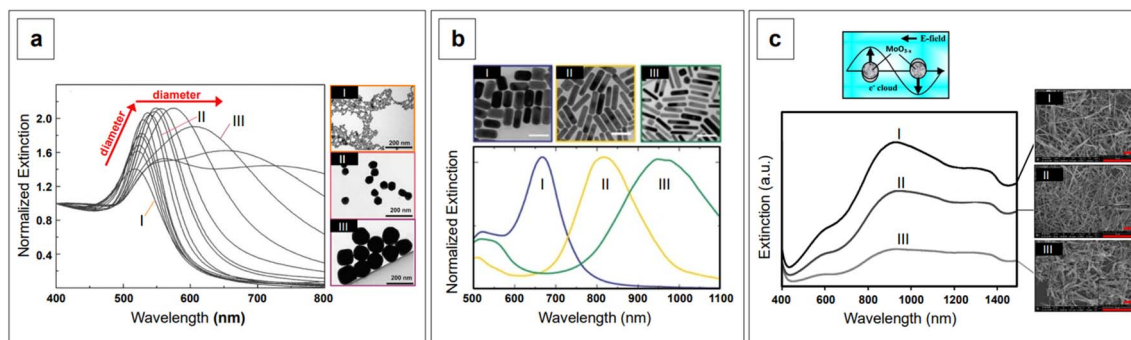 a
diameter
diameter
II
III
I
Normalized Extinction
2.0
1.6
1.2
0.8
0.4
400
500
600
700
800
Wavelength (nm)
I
200 nm
II
200 nm
III
200 nm
b
I
II
III
I
II
III
Normalized Extinction
500
600
700
800
900
1000
1100
Wavelength (nm)
c
E-field
MoO3-x
e- cloud
I
II
III
Extinction (a.u.)
400
600
800
1000
1200
1400
Wavelength (nm)
I
II
III